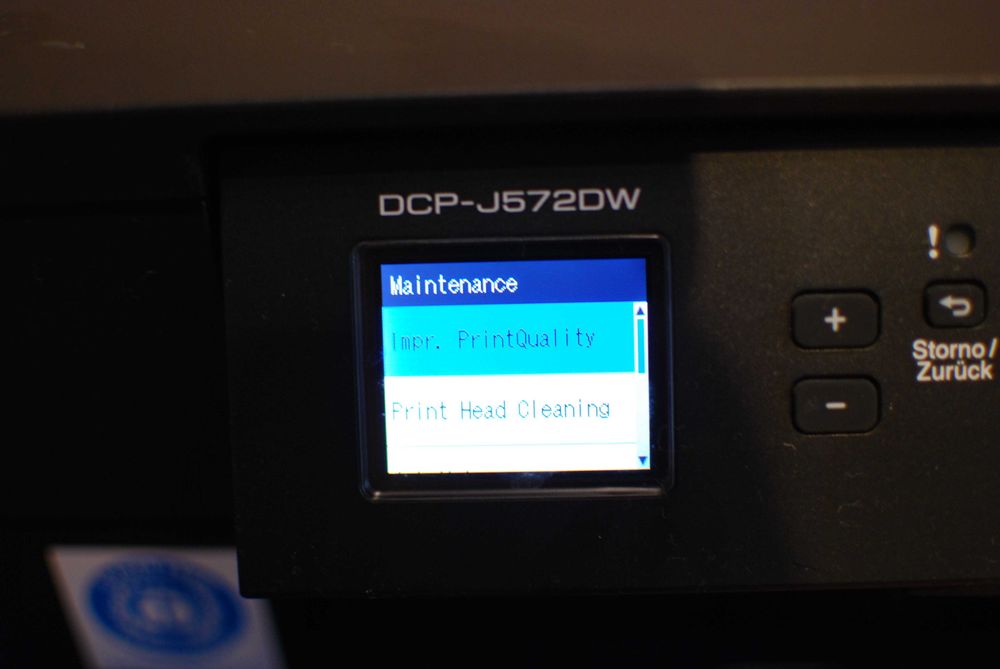 DCP-J572DW
Maintenance
Impr. PrintQuality
Print Head Cleaning
!
+
-
Storno/
Zurück